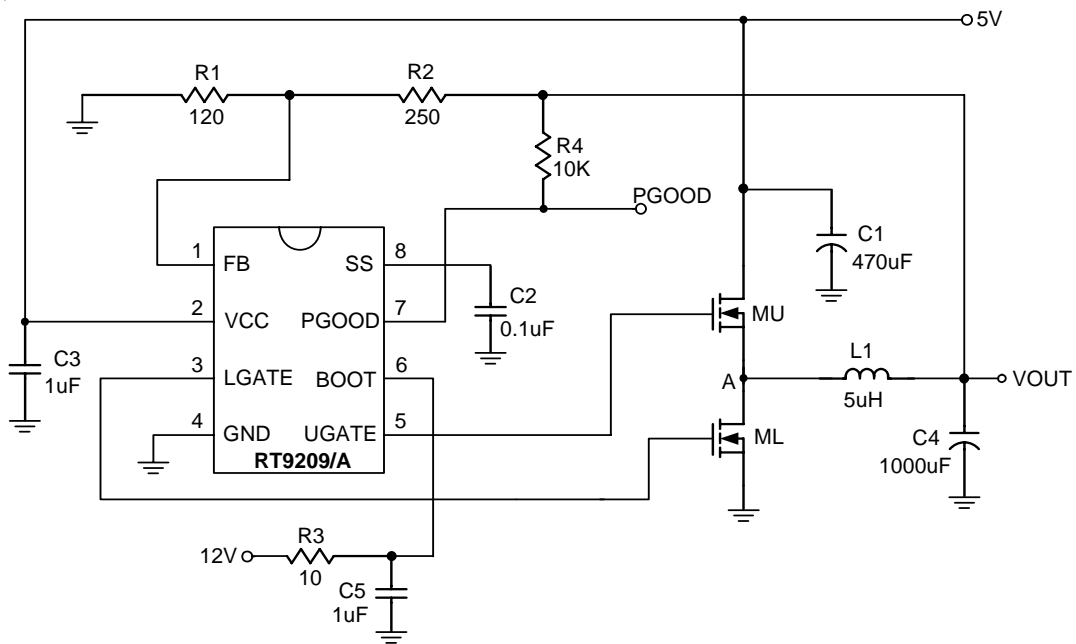 5V
R1
120
R2
250
R4
10K
PGOOD
C1
470uF
1
FB
SS
8
C2
0.1uF
2
VCC
PGOOD
7
MU
C3
1uF
3
LGATE
BOOT
6
A
L1
5uH
VOUT
4
GND
UGATE
5
ML
C4
1000uF
RT9209/A
12V
R3
10
C5
1uF